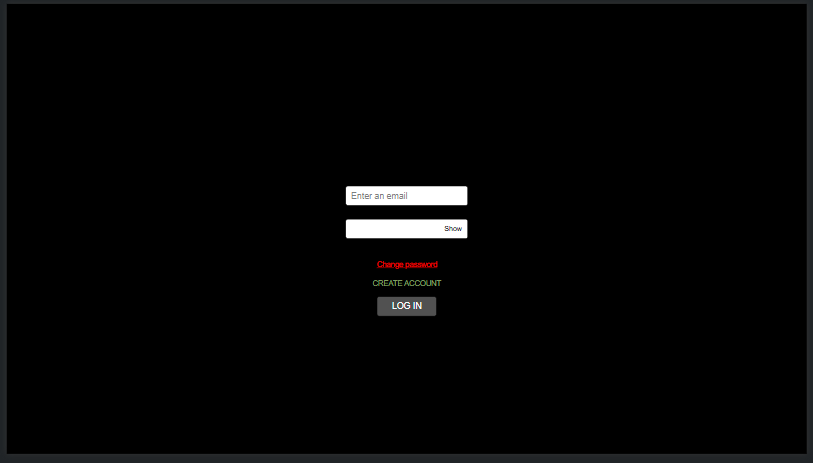 Enter an email
Show
Change password
CREATE ACCOUNT
LOG IN